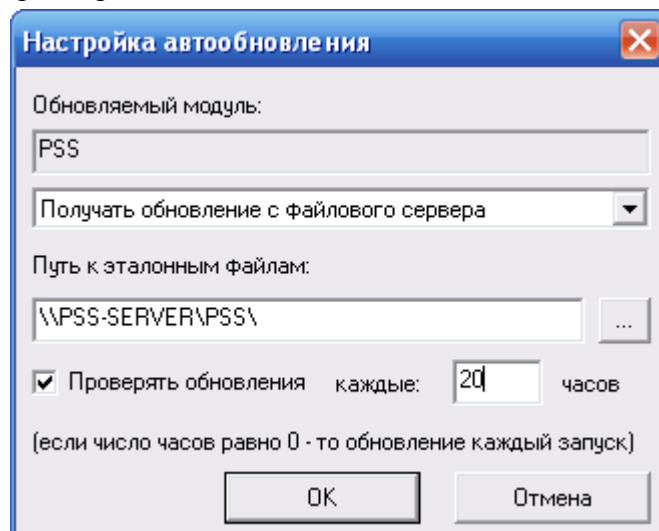 Настройка автообновления
Обновляемый модуль:
PSS
Получать обновление с файлового сервера
Путь к эталонным файлам:
\\PSS-SERVER\PSS\
...
Проверять обновления каждые: 20 часов
(если число часов равно 0 - то обновление каждый запуск)
OK Отмена